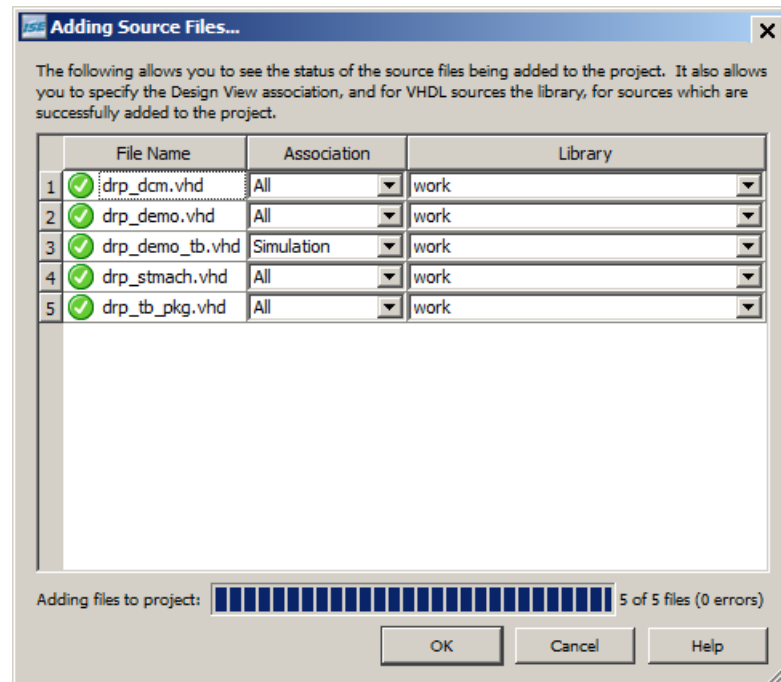 ISE Adding Source Files...
The following allows you to see the status of the source files being added to the project. It also allows
you to specify the Design View association, and for VHDL sources the library, for sources which are
successfully added to the project.
File Name Association Library
1 drp_dcm.vhd All work
2 drp_demo.vhd All work
3 drp_demo_tb.vhd Simulation work
4 drp_stmach.vhd All work
5 drp_tb_pkg.vhd All work
Adding files to project: 5 of 5 files (0 errors)
OK Cancel Help